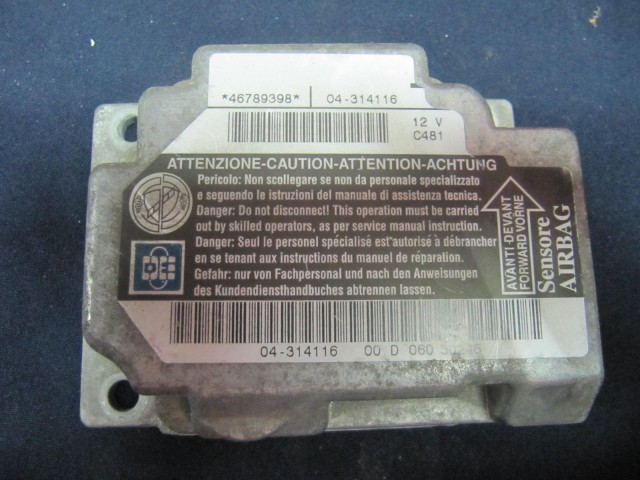 *46789398* 04-314116
12 V
C481
ATTENZIONE-CAUTION-ATTENTION-ACHTUNG
Pericolo: Non scollegare se non da personale specializzato
e seguendo le istruzioni del manuale di assistenza tecnica.
Danger: Do not disconnect! This operation must be carried
out by skilled operators, as per service manual instruction.
Danger: Seul le personel spécialisé est autorisé à débrancher
en se tenant aux instructions du manuel de réparation.
Gefahr: nur von Fachpersonal und nach den Anweisungen
des Kundendiensthandbuches abtrennen lassen.
AVANTI-DEVANT
FORWARD VORNE
Sensore
AIRBAG
04-314116 00 D 060